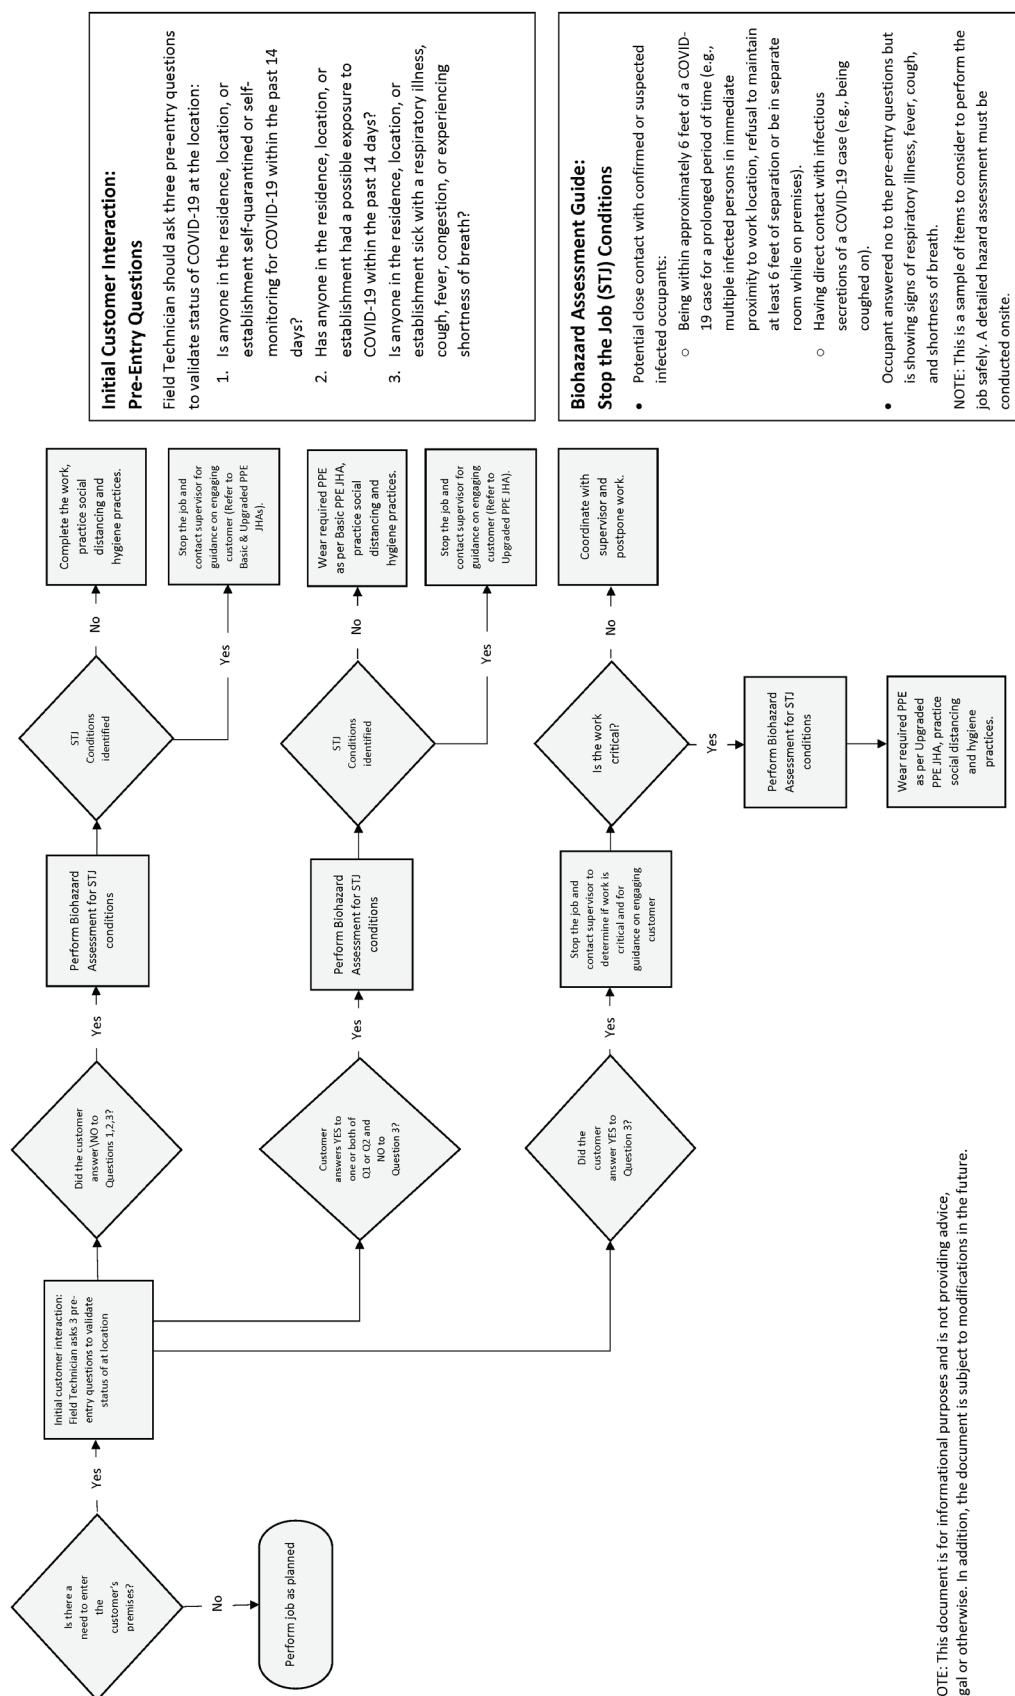 Is there a
need to enter
the
customer's
premises?
Yes
No
Perform job as planned
Initial customer interaction:
Field Technician asks 3 pre-
entry questions to validate
status of at location
Did the customer
answer NO to
Questions 1,2,3?
Yes
Perform Biohazard
Assessment for STJ
conditions
STJ
Conditions
identified
No
Complete the work,
practice social
distancing and
hygiene practices.
Yes
Stop the job and
contact supervisor for
guidance on engaging
customer (Refer to
Basic & Upgraded PPE
JHAs).
Customer
answers YES to
one or both of
Q1 or Q2 and
NO to
Question 3?
Yes
Perform Biohazard
Assessment for STJ
conditions
STJ
Conditions
identified
No
Wear required PPE
as per Basic PPE JHA,
practice social
distancing and
hygiene practices.
Yes
Stop the job and
contact supervisor for
guidance on engaging
customer (Refer to
Upgraded PPE JHA).
Did the
customer
answer YES to
Question 3?
Yes
Stop the job and
contact supervisor to
determine if work is
critical and for
guidance on engaging
customer
Is the work
critical?
No
Coordinate with
supervisor and
postpone work.
Yes
Perform Biohazard
Assessment for STJ
conditions
Wear required PPE
as per Upgraded
PPE JHA, practice
social distancing
and hygiene
practices.
Initial Customer Interaction:
Pre-Entry Questions
Field Technician should ask three pre-entry questions
to validate status of COVID-19 at the location:
1. Is anyone in the residence, location, or
establishment self-quarantined or self-
monitoring for COVID-19 within the past 14
days?
2. Has anyone in the residence, location, or
establishment had a possible exposure to
COVID-19 within the past 14 days?
3. Is anyone in the residence, location, or
establishment sick with a respiratory illness,
cough, fever, congestion, or experiencing
shortness of breath?
Biohazard Assessment Guide:
Stop the Job (STJ) Conditions
• Potential close contact with confirmed or suspected
infected occupants:
○ Being within approximately 6 feet of a COVID-
19 case for a prolonged period of time (e.g.,
multiple infected persons in immediate
proximity to work location, refusal to maintain
at least 6 feet of separation or be in separate
room while on premises).
○ Having direct contact with infectious
secretions of a COVID-19 case (e.g., being
coughed on).
• Occupant answered no to the pre-entry questions but
is showing signs of respiratory illness, fever, cough,
and shortness of breath.
NOTE: This is a sample of items to consider to perform the
job safely. A detailed hazard assessment must be
conducted onsite.
OTE: This document is for informational purposes and is not providing advice,
gal or otherwise. In addition, the document is subject to modifications in the future.